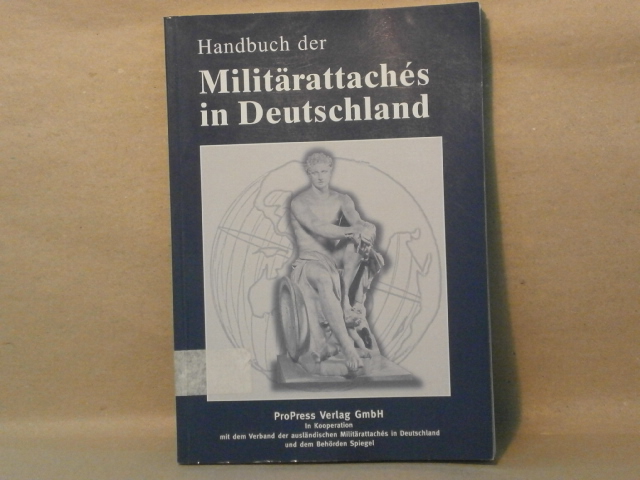 Handbuch der
Militärattachés
in Deutschland
ProPress Verlag GmbH
in Kooperation
mit dem Verband der ausländischen Militärattachés in Deutschland
und dem Behörden Spiegel